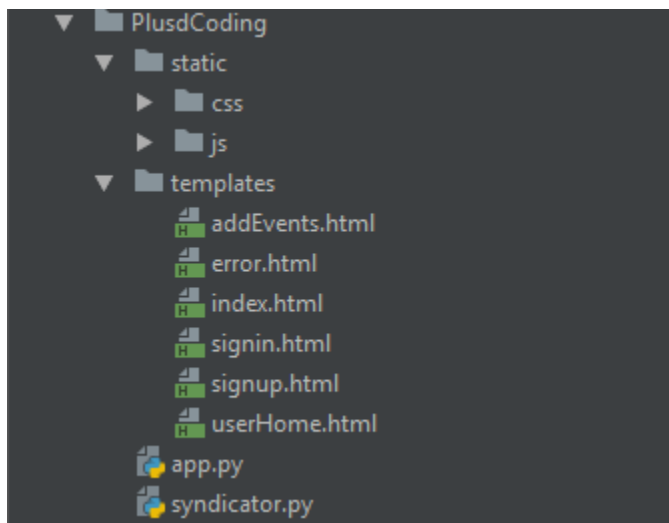 PlusdCoding
static
css
js
templates
addEvents.html
error.html
index.html
signin.html
signup.html
userHome.html
app.py
syndicator.py